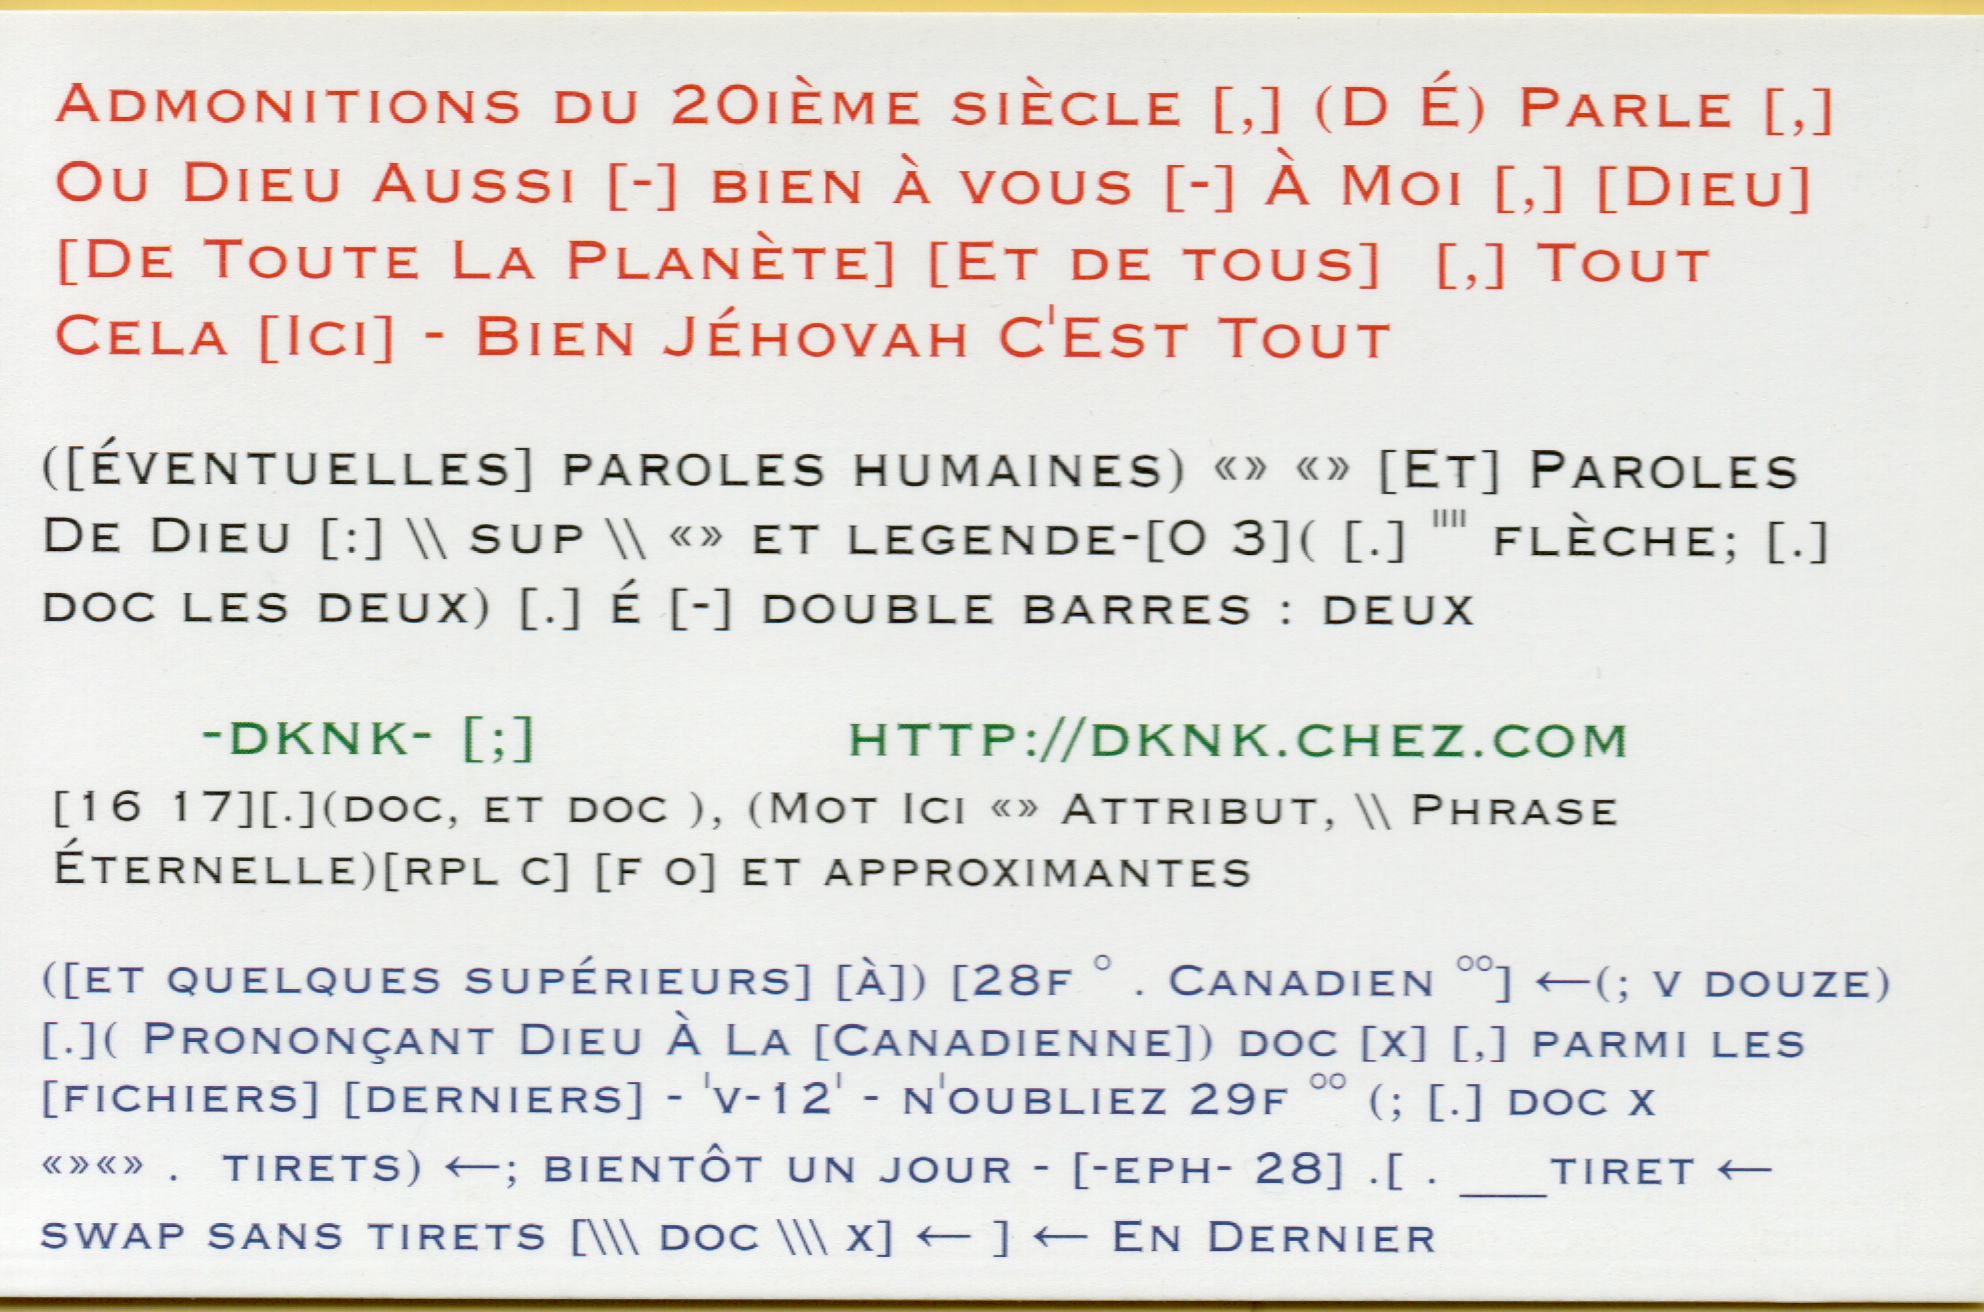 Admonitions du 20ième siècle [,] (D É) Parle [,]
Ou Dieu Aussi [-] bien à vous [-] À Moi [,] [Dieu]
[De Toute La Planète] [Et de tous] [,] Tout
Cela [Ici] - Bien Jéhovah C'Est Tout
([éventuelles] paroles humaines) «» «» [Et] Paroles
De Dieu [:] \\ sup \\ «» et legende-[o 3]( [.] '''' flèche; [.]
doc les deux) [.] é [-] double barres : deux
-dknk- [;] http://dknk.chez.com
[16 17][.](doc, et doc ), (Mot Ici «» Attribut, \\ Phrase
Éternelle)[rpl c] [f o] et approximantes
([et quelques supérieurs] [à]) [28f ° . Canadien °°] ←(; v douze)
[.]( Prononçant Dieu À La [Canadienne]) doc [x] [,] parmi les
[fichiers] [derniers] - 'v-12' - n'oubliez 29f °° (; [.] doc x
«»«» . tirets) ←; bientôt un jour - [-eph- 28] .[ . ___tiret ←
swap sans tirets [\\\ doc \\\ x] ← ] ← En Dernier